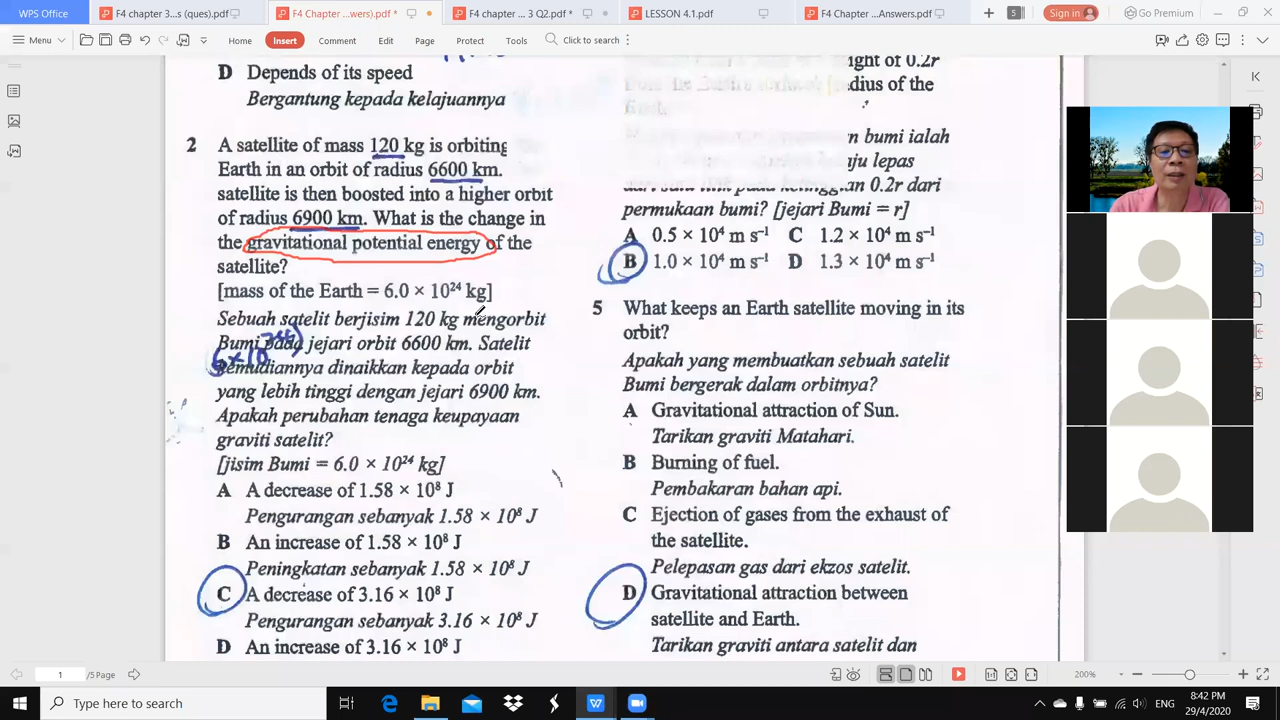 WPS Office
F4 chapter 3...s (ques).pdf
F4 Chapter ...wers).pdf *
F4 chapter ... 3 Q2.pdf *
LESSON 4.1.pdf
F4 Chapter ...Answers.pdf
Sign in
Go Premium
Menu
Home
Insert
Comment
Edit
Page
Protect
Tools
Click to search
D Depends of its speed
Bergantung kepada kelajuannya
2 A satellite of mass 120 kg is orbiting
Earth in an orbit of radius 6600 km.
satellite is then boosted into a higher orbit
of radius 6900 km. What is the change in
the gravitational potential energy of the
satellite?
[mass of the Earth = 6.0 × 10²⁴ kg]
Sebuah satelit berjisim 120 kg mengorbit
Bumi pada jejari orbit 6600 km. Satelit
kemudiannya dinaikkan kepada orbit
yang lebih tinggi dengan jejari 6900 km.
Apakah perubahan tenaga keupayaan
graviti satelit?
[jisim Bumi = 6.0 × 10²⁴ kg]
A A decrease of 1.58 × 10⁸ J
Pengurangan sebanyak 1.58 × 10⁸ J
B An increase of 1.58 × 10⁸ J
Peningkatan sebanyak 1.58 × 10⁸ J
C A decrease of 3.16 × 10⁸ J
Pengurangan sebanyak 3.16 × 10⁸ J
D An increase of 3.16 × 10⁸ J
of 0.2r
of the
n bumi ialah
lepas
0.2r dari
permukaan bumi? [jejari Bumi = r]
A 0.5 × 10⁴ m s⁻¹ C 1.2 × 10⁴ m s⁻¹
B 1.0 × 10⁴ m s⁻¹ D 1.3 × 10⁴ m s⁻¹
5 What keeps an Earth satellite moving in its
orbit?
Apakah yang membuatkan sebuah satelit
Bumi bergerak dalam orbitnya?
A Gravitational attraction of Sun.
Tarikan graviti Matahari.
B Burning of fuel.
Pembakaran bahan api.
C Ejection of gases from the exhaust of
the satellite.
Pelepasan gas dari ekzos satelit.
D Gravitational attraction between
satellite and Earth.
Tarikan graviti antara satelit dan
1
/5 Page
200%
Type here to search
8:42 PM
29/4/2020